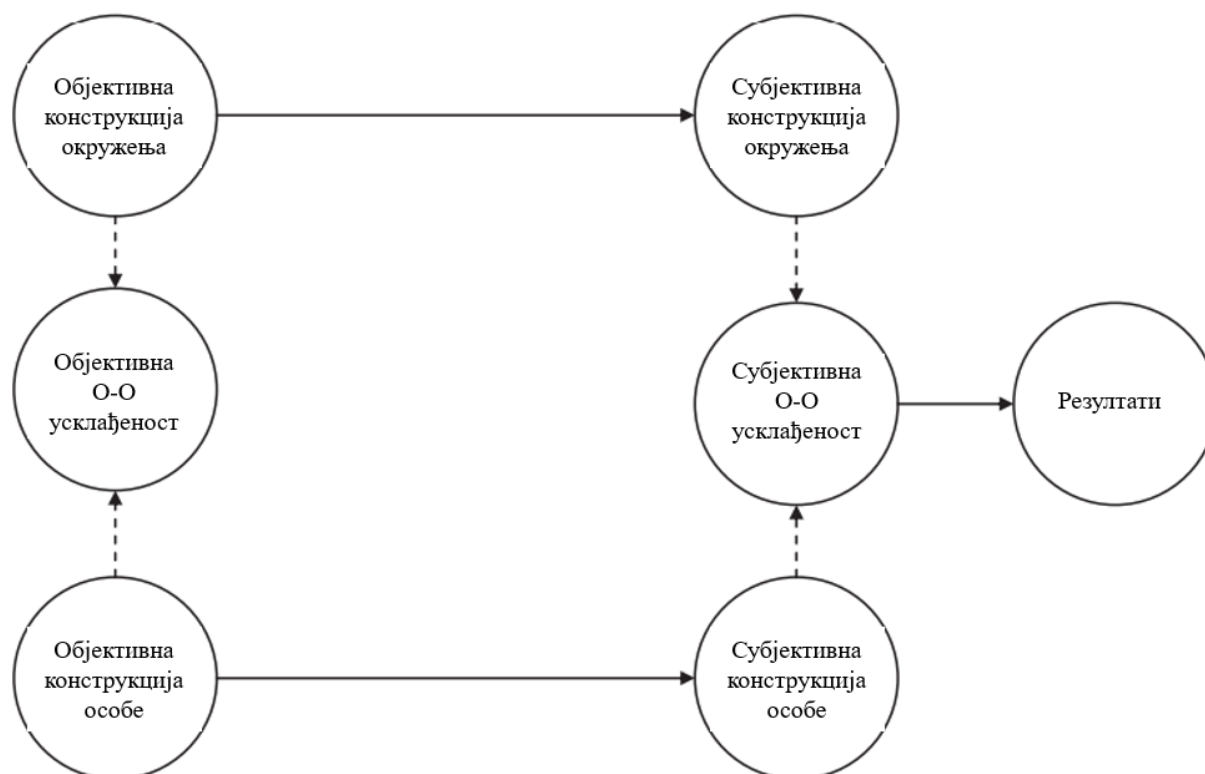 Објективна
конструкција
окружења
Субјективна
конструкција
окружења
Објективна
О-О
усклађеност
Субјективна
О-О
усклађеност
Резултати
Објективна
конструкција
особе
Субјективна
конструкција
особе